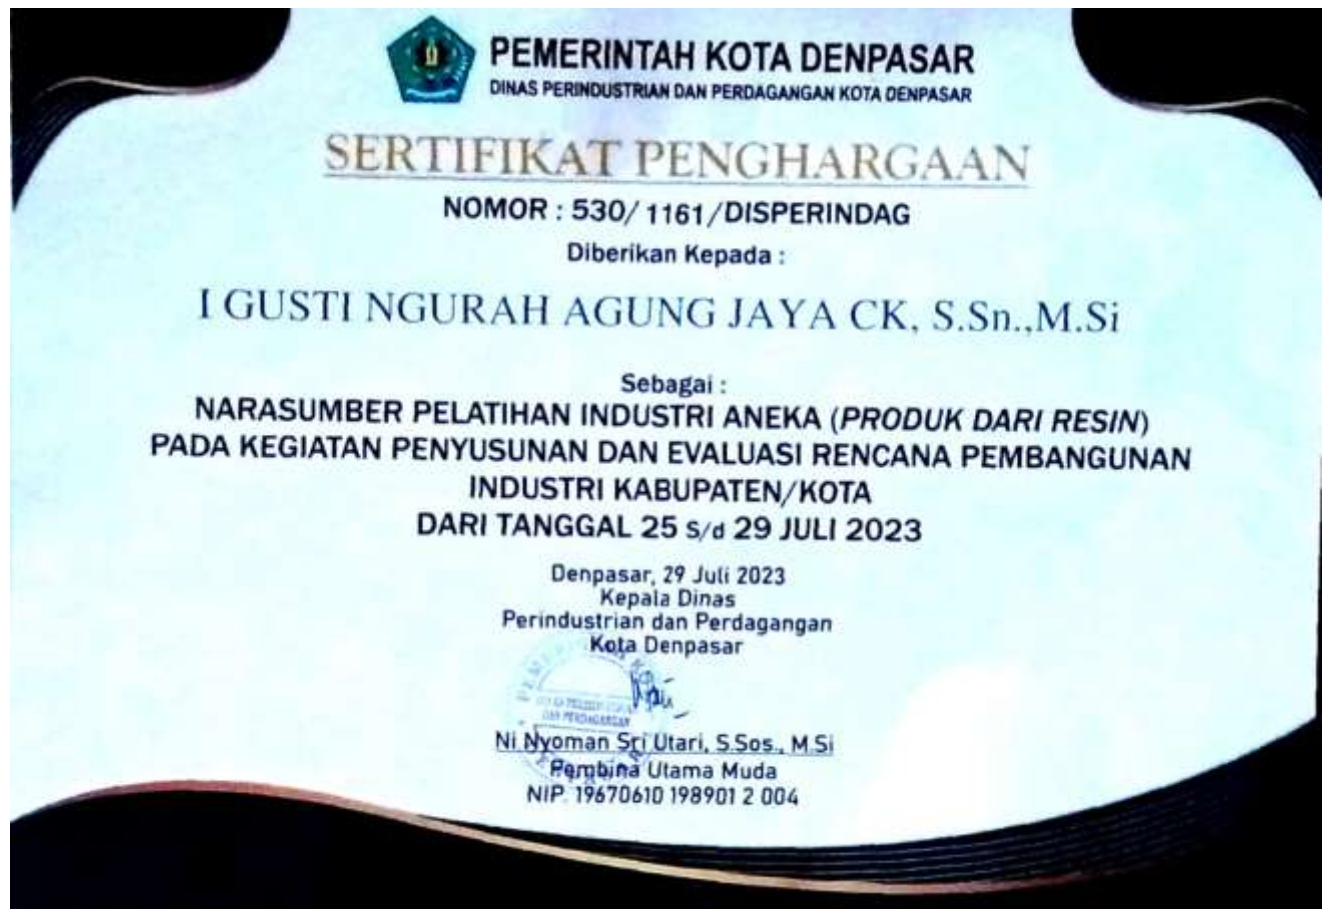 PEMERINTAH KOTA DENPASAR
DINAS PERINDUSTRIAN DAN PERDAGANGAN KOTA DENPASAR
SERTIFIKAT PENGHARGAAN
NOMOR : 530/ 1161 /DISPERINDAG
Diberikan Kepada :
I GUSTI NGURAH AGUNG JAYA CK, S.Sn.,M.Si
Sebagai :
NARASUMBER PELATIHAN INDUSTRI ANEKA (PRODUK DARI RESIN)
PADA KEGIATAN PENYUSUNAN DAN EVALUASI RENCANA PEMBANGUNAN
INDUSTRI KABUPATEN/KOTA
DARI TANGGAL 25 s/d 29 JULI 2023
Denpasar, 29 Juli 2023
Kepala Dinas
Perindustrian dan Perdagangan
Kota Denpasar
DAN PERDAGANGAN
Ni Nyoman Sri Utari, S.Sos., M.Si
Pembina Utama Muda
NIP. 19670610 198901 2 004